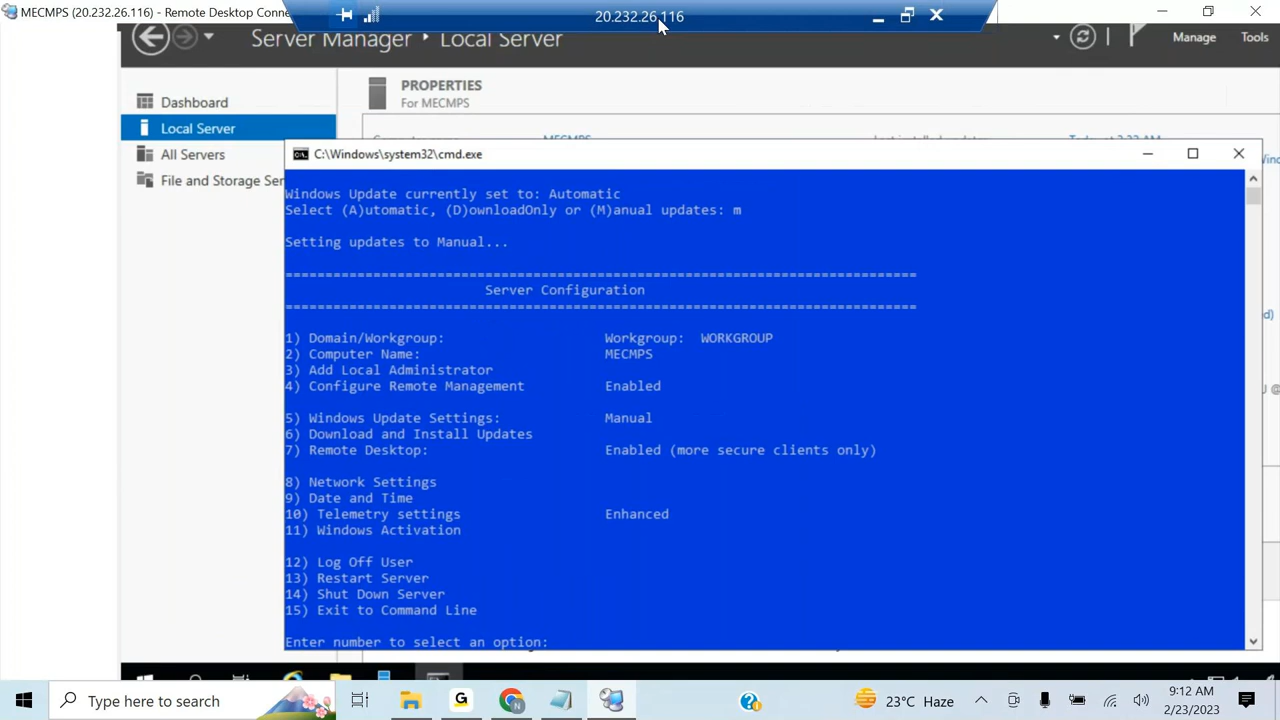 MECMPS (20.232.26.116) - Remote Desktop Conne
20.232.26.116
Server Manager ‣ Local Server
Manage
Tools
Dashboard
Local Server
All Servers
File and Storage Ser
PROPERTIES
For MECMPS
MECMPS
C:\Windows\system32\cmd.exe
Windows Update currently set to: Automatic
Select (A)utomatic, (D)ownloadOnly or (M)anual updates: m
Setting updates to Manual...
===============================================================================
Server Configuration
===============================================================================
1) Domain/Workgroup: Workgroup: WORKGROUP
2) Computer Name: MECMPS
3) Add Local Administrator
4) Configure Remote Management Enabled
5) Windows Update Settings: Manual
6) Download and Install Updates
7) Remote Desktop: Enabled (more secure clients only)
8) Network Settings
9) Date and Time
10) Telemetry settings Enhanced
11) Windows Activation
12) Log Off User
13) Restart Server
14) Shut Down Server
15) Exit to Command Line
Enter number to select an option:
Type here to search
23°C Haze
9:12 AM
2/23/2023